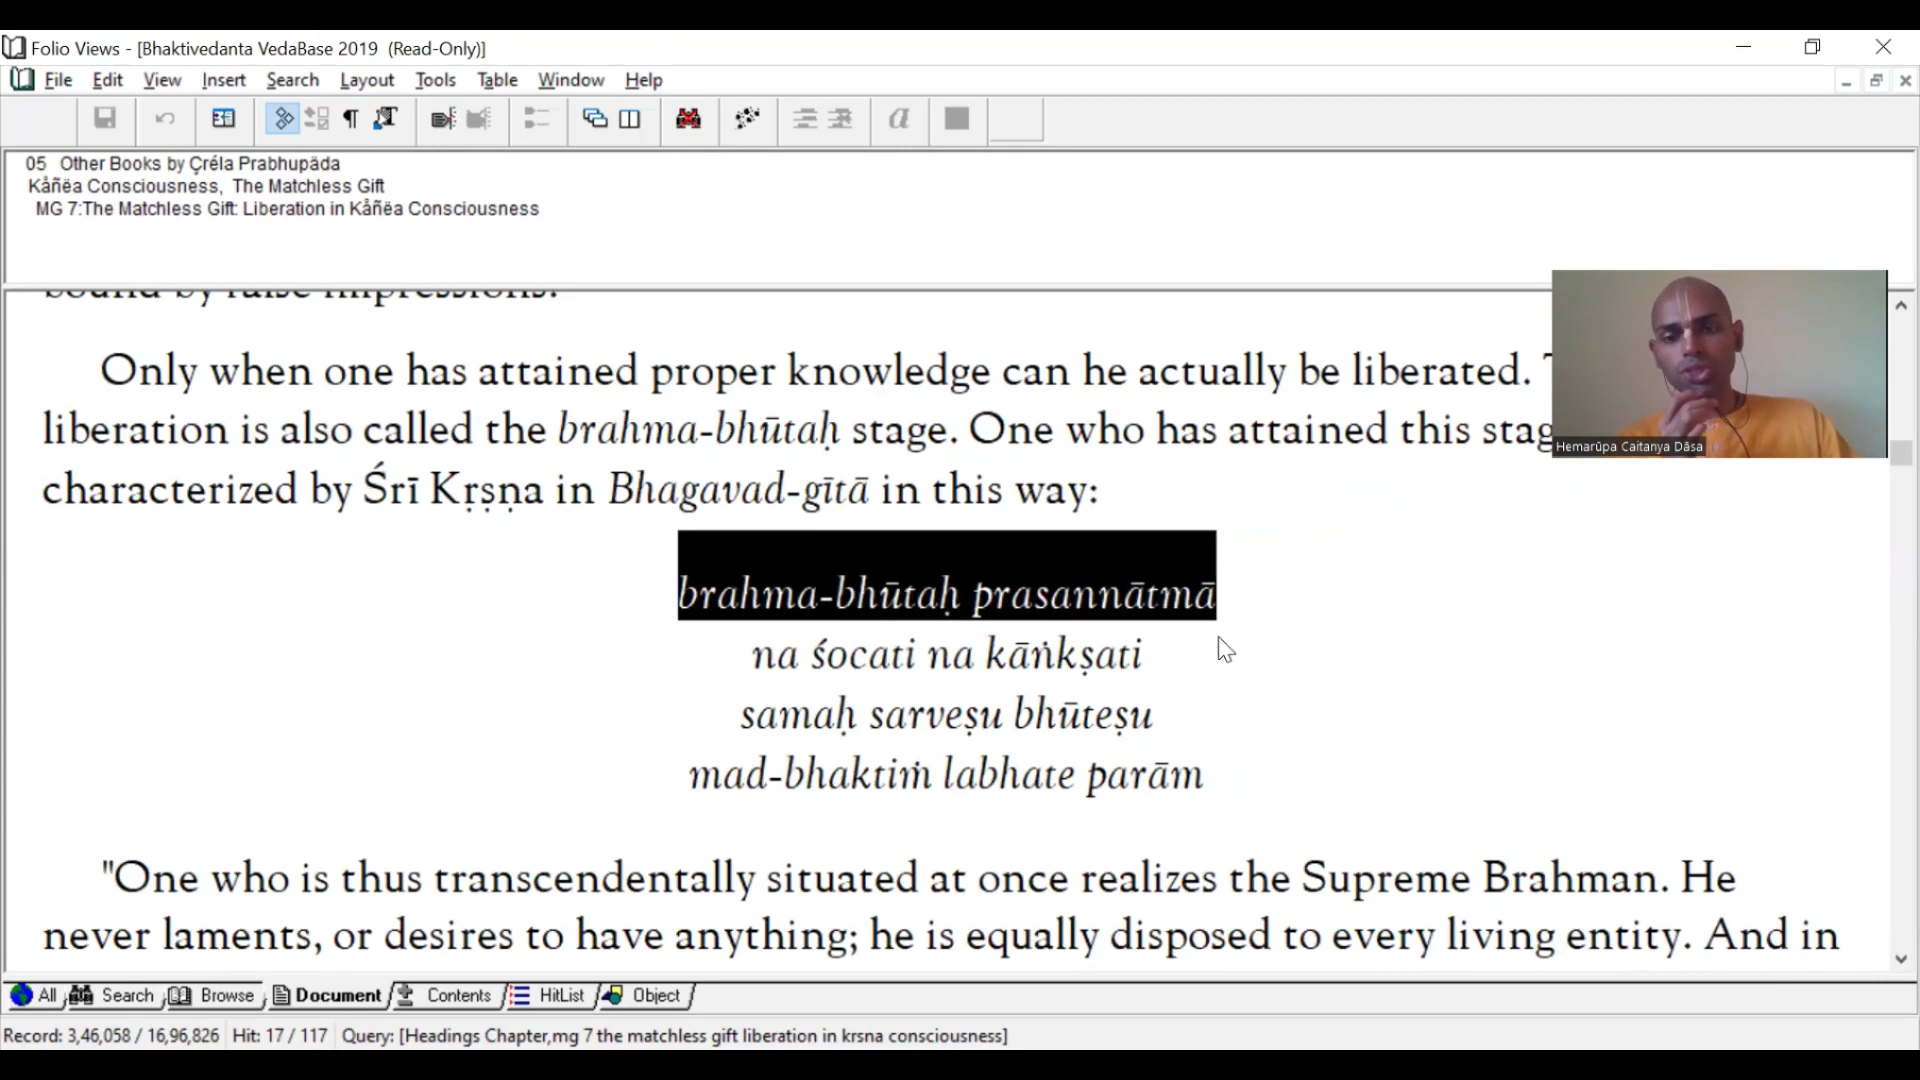 Folio Views - [Bhaktivedanta VedaBase 2019 (Read-Only)]
File Edit View Insert Search Layout Tools Table Window Help
05 Other Books by Çréla Prabhupäda
Kåñëa Consciousness, The Matchless Gift
MG 7:The Matchless Gift: Liberation in Kåñëa Consciousness
bound by false impressions.
Only when one has attained proper knowledge can he actually be liberated.
liberation is also called the brahma-bhūtaḥ stage. One who has attained this stag
characterized by Śrī Kṛṣṇa in Bhagavad-gītā in this way:
Hemarūpa Caitanya Dāsa
brahma-bhūtaḥ prasannātmā
na śocati na kāṅkṣati
samaḥ sarveṣu bhūteṣu
mad-bhaktiṁ labhate parām
"One who is thus transcendentally situated at once realizes the Supreme Brahman. He
never laments, or desires to have anything; he is equally disposed to every living entity. And in
All Search Browse Document Contents HitList Object
Record: 3,46,058 / 16,96,826 Hit: 17 / 117 Query: [Headings Chapter,mg 7 the matchless gift liberation in krsna consciousness]